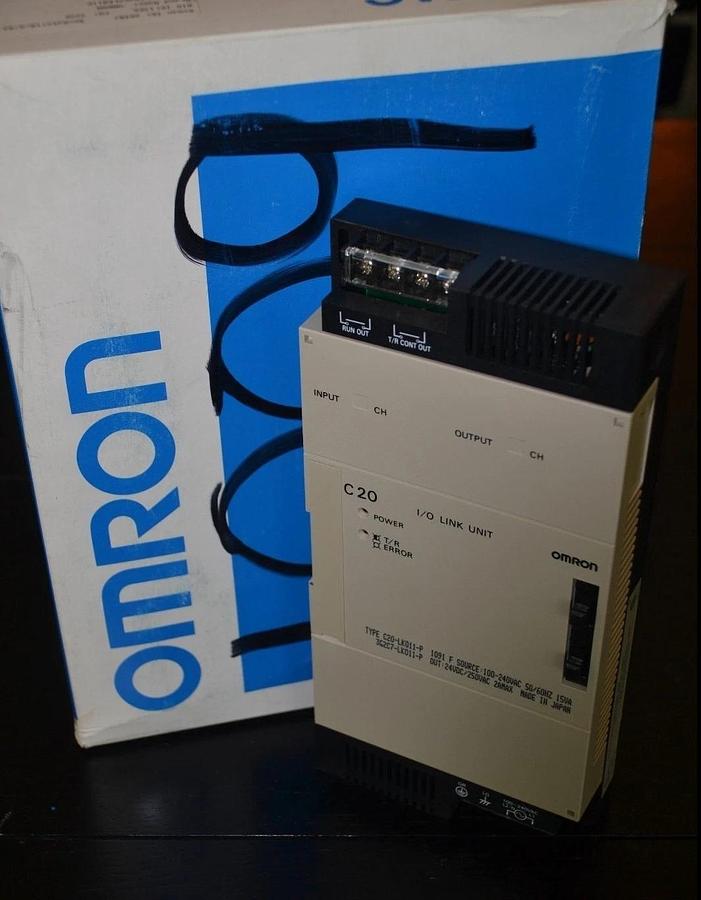 OMRON
RUN OUT
T/R CONT OUT
INPUT CH
OUTPUT CH
C20
I/O LINK UNIT
POWER
T/R
ERROR
OMRON
TYPE C20-LK011-P 1091 F SOURCE:100-240VAC 50/60HZ 15VA
3G2C7-LK011-P OUT:24VDC/250VAC 2AMAX MADE IN JAPAN